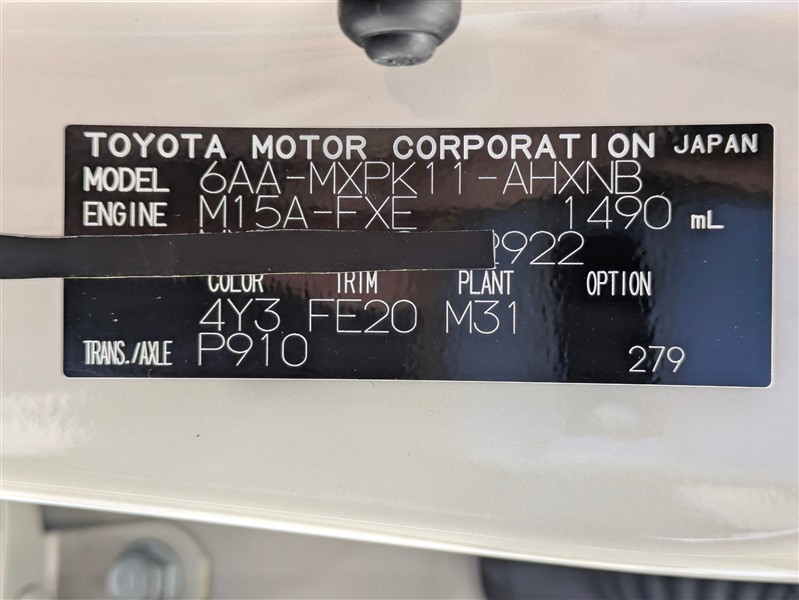 TOYOTA MOTOR CORPORATION JAPAN
MODEL 6AA-MXPK11-AHXNB
ENGINE M15A-FXE 1490 mL
2922
COLOR TRIM PLANT OPTION
4Y3 FE20 M31
TRANS./AXLE P910 279